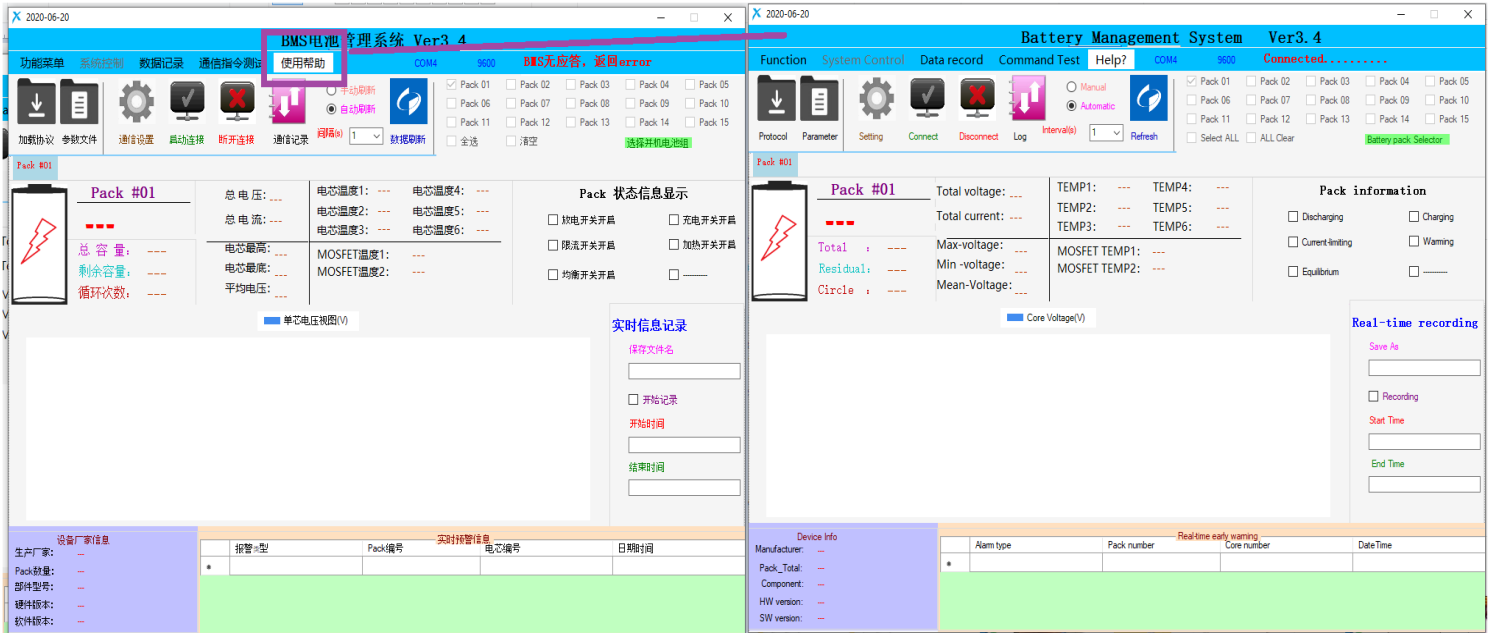 2020-06-20
BMS电池管理系统 Ver3.4
功能菜单 系统控制 数据记录 通信指令测试 使用帮助 COM4 9600 BMS无应答，返回error
加载协议 参数文件 通信设置 启动连接 断开连接 通信记录 手动刷新 自动刷新 间隔(s) 1 数据刷新
Pack 01 Pack 02 Pack 03 Pack 04 Pack 05
Pack 06 Pack 07 Pack 08 Pack 09 Pack 10
Pack 11 Pack 12 Pack 13 Pack 14 Pack 15
全选 清空 选择并机电池组
Pack #01
Pack #01
---
总 容 量: ---
剩余容量: ---
循环次数: ---
总 电 压: ---
总 电 流: ---
电芯最高: ---
电芯最底: ---
平均电压: ---
电芯温度1: --- 电芯温度4: ---
电芯温度2: --- 电芯温度5: ---
电芯温度3: --- 电芯温度6: ---
MOSFET温度1: ---
MOSFET温度2: ---
Pack 状态信息显示
放电开关开启 充电开关开启
限流开关开启 加热开关开启
均衡开关开启 ----------
单芯电压视图(V)
实时信息记录
保存文件名
开始记录
开始时间
结束时间
设备厂家信息
生产厂家: --
Pack数量: --
部件型号: --
硬件版本: --
软件版本: --
实时预警信息
报警类型 Pack编号 电芯编号 日期时间
*
2020-06-20
Battery Management System Ver3.4
Function System Control Data record Command Test Help? COM4 9600 Connected..........
Protocol Parameter Setting Connect Disconnect Log Manual Automatic Interval(s) 1 Refresh
Pack 01 Pack 02 Pack 03 Pack 04 Pack 05
Pack 06 Pack 07 Pack 08 Pack 09 Pack 10
Pack 11 Pack 12 Pack 13 Pack 14 Pack 15
Select ALL ALL Clear Battery pack Selector
Pack #01
Pack #01
---
Total : ---
Residual: ---
Circle : ---
Total voltage: ---
Total current: ---
Max-voltage: ---
Min -voltage: ---
Mean-Voltage: ---
TEMP1: --- TEMP4: ---
TEMP2: --- TEMP5: ---
TEMP3: --- TEMP6: ---
MOSFET TEMP1: ---
MOSFET TEMP2: ---
Pack information
Discharging Charging
Current-limiting Warming
Equilibrium ----------
Core Voltage(V)
Real-time recording
Save As
Recording
Start Time
End Time
Device Info
Manufacturer: --
Pack_Total: --
Component: --
HW version: --
SW version: --
Real-time early warning
Alarm type Pack number Core number DateTime
*